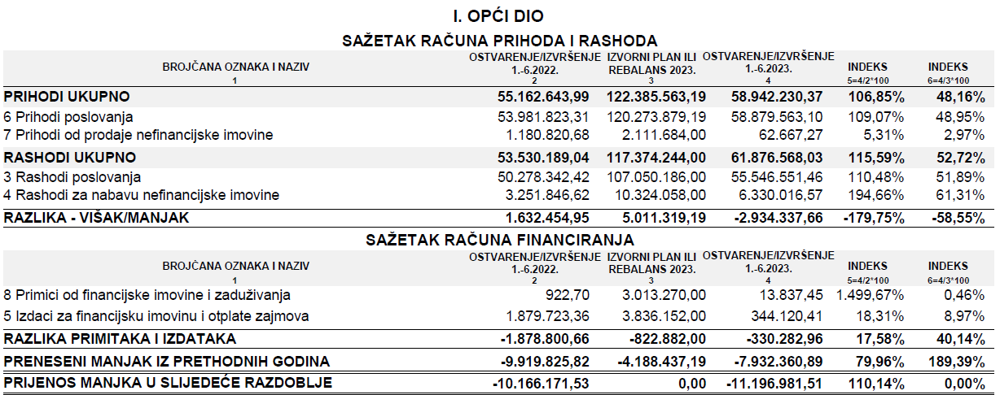 I. OPĆI DIO
SAŽETAK RAČUNA PRIHODA I RASHODA
BROJČANA OZNAKA I NAZIV OSTVARENJE/IZVRŠENJE 1.-6.2022. IZVORNI PLAN ILI REBALANS 2023. OSTVARENJE/IZVRŠENJE 1.-6.2023. INDEKS INDEKS
1 2 3 4 5=4/2*100 6=4/3*100
PRIHODI UKUPNO 55.162.643,99 122.385.563,19 58.942.230,37 106,85% 48,16%
6 Prihodi poslovanja 53.981.823,31 120.273.879,19 58.879.563,10 109,07% 48,95%
7 Prihodi od prodaje nefinancijske imovine 1.180.820,68 2.111.684,00 62.667,27 5,31% 2,97%
RASHODI UKUPNO 53.530.189,04 117.374.244,00 61.876.568,03 115,59% 52,72%
3 Rashodi poslovanja 50.278.342,42 107.050.186,00 55.546.551,46 110,48% 51,89%
4 Rashodi za nabavu nefinancijske imovine 3.251.846,62 10.324.058,00 6.330.016,57 194,66% 61,31%
RAZLIKA - VIŠAK/MANJAK 1.632.454,95 5.011.319,19 -2.934.337,66 -179,75% -58,55%
SAŽETAK RAČUNA FINANCIRANJA
BROJČANA OZNAKA I NAZIV OSTVARENJE/IZVRŠENJE 1.-6.2022. IZVORNI PLAN ILI REBALANS 2023. OSTVARENJE/IZVRŠENJE 1.-6.2023. INDEKS INDEKS
1 2 3 4 5=4/2*100 6=4/3*100
8 Primici od financijske imovine i zaduživanja 922,70 3.013.270,00 13.837,45 1.499,67% 0,46%
5 Izdaci za financijsku imovinu i otplate zajmova 1.879.723,36 3.836.152,00 344.120,41 18,31% 8,97%
RAZLIKA PRIMITAKA I IZDATAKA -1.878.800,66 -822.882,00 -330.282,96 17,58% 40,14%
PRENESENI MANJAK IZ PRETHODNIH GODINA -9.919.825,82 -4.188.437,19 -7.932.360,89 79,96% 189,39%
PRIJENOS MANJKA U SLIJEDEĆE RAZDOBLJE -10.166.171,53 0,00 -11.196.981,51 110,14% 0,00%